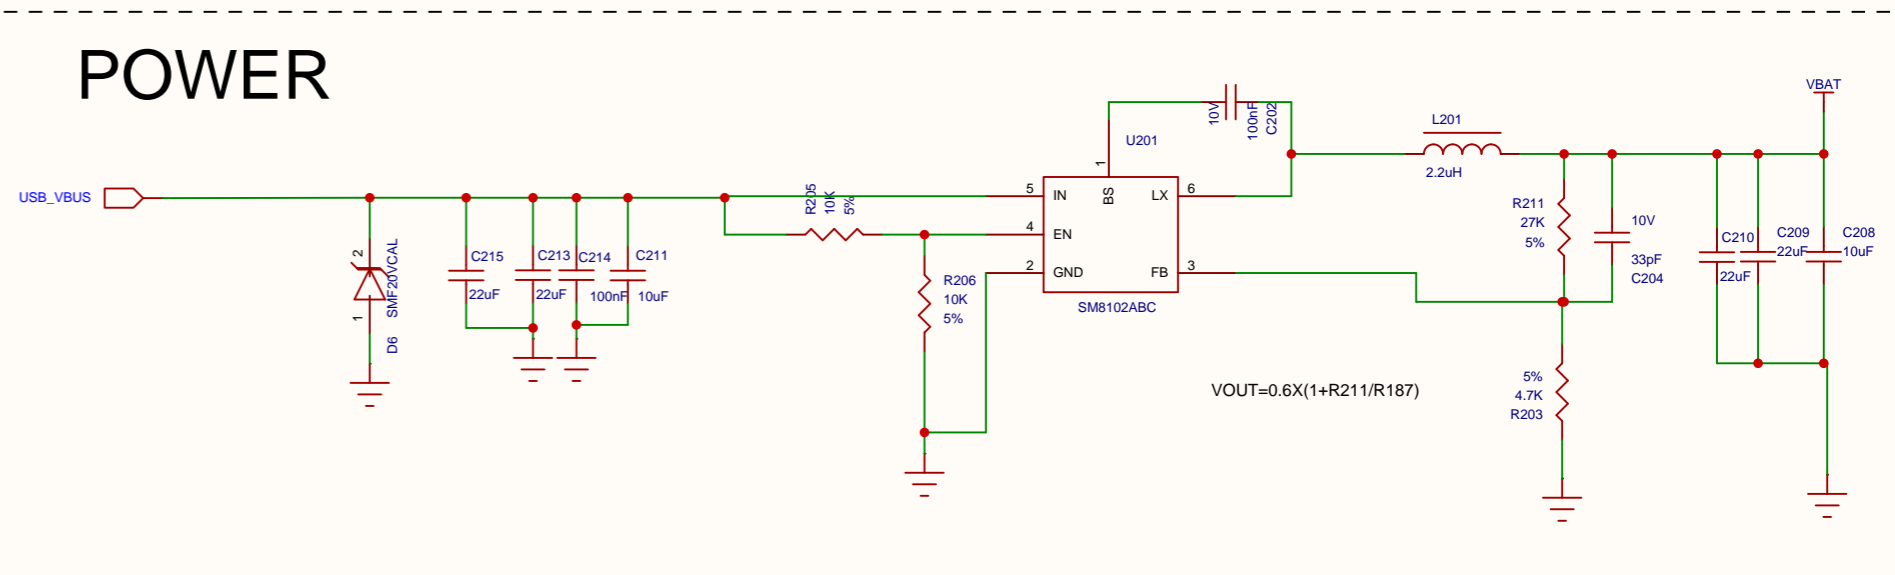 POWER
USB_VBUS
2
SMF20VCAL
1
D6
C215
22uF
C213
22uF
C214
100nF
C211
10uF
R205
10K
5%
R206
10K
5%
U201
1
BS
5
IN
4
EN
2
GND
LX
6
FB
3
SM8102ABC
10V
100nF
C202
L201
2.2uH
R211
27K
5%
10V
33pF
C204
5%
4.7K
R203
VOUT=0.6X(1+R211/R187)
C210
22uF
C209
22uF
C208
10uF
VBAT